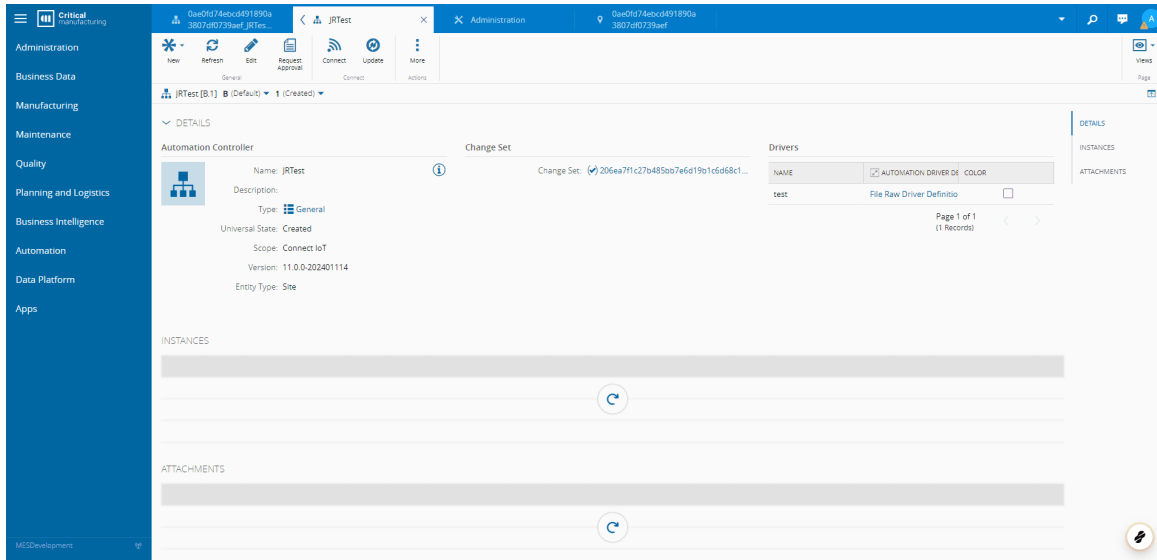 Critical
manufacturing
0ae0fd74ebcd491890a
3807df0739aef_JRTes...
JRTest
Administration
0ae0fd74ebcd491890a
3807df0739aef
A
Administration
Business Data
Manufacturing
Maintenance
Quality
Planning and Logistics
Business Intelligence
Automation
Data Platform
Apps
MESDevelopment
New
Refresh
Edit
Request
Approval
Connect
Update
More
Views
General
Connect
Actions
Page
JRTest [B.1] B (Default) 1 (Created)
DETAILS
Automation Controller
Name: JRTest
Description:
Type: General
Universal State: Created
Scope: Connect IoT
Version: 11.0.0-202401114
Entity Type: Site
Change Set
Change Set: 206ea7f1c27b485bb7e6d19b1c6d68c1...
Drivers
NAME AUTOMATION DRIVER DE COLOR
test File Raw Driver Definitio
Page 1 of 1
(1 Records)
DETAILS
INSTANCES
ATTACHMENTS
INSTANCES
ATTACHMENTS